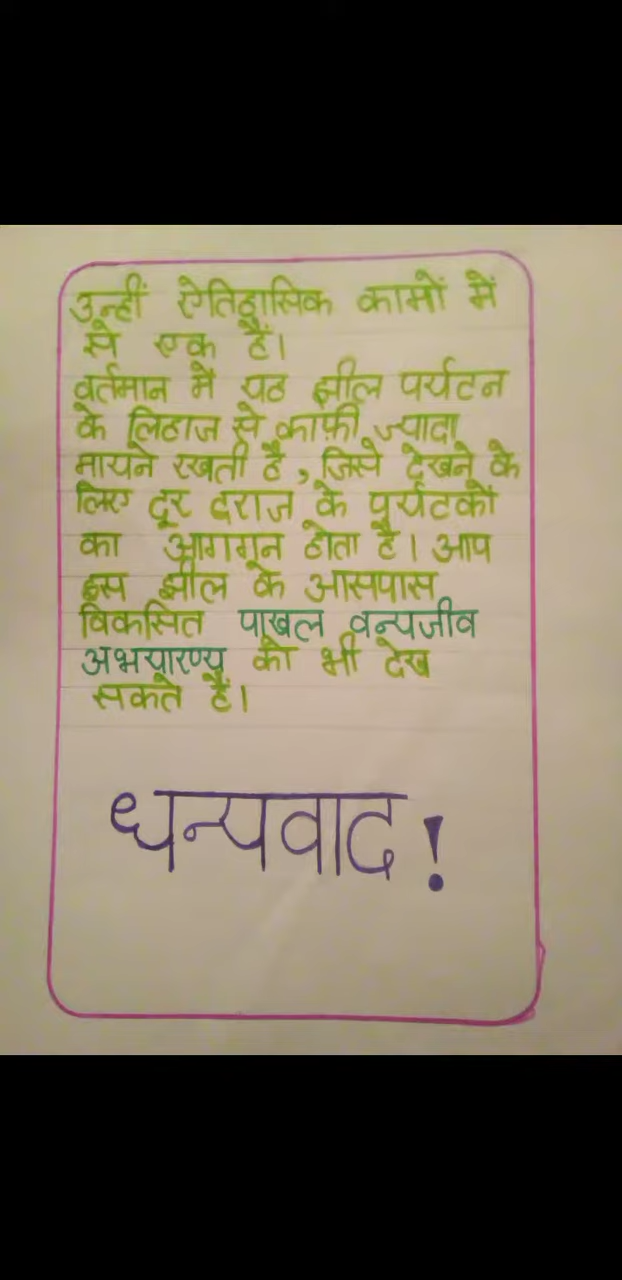 उन्हीं ऐतिहासिक कामों में
से एक हैं।
वर्तमान में यह झील पर्यटन
के लिहाज से काफ़ी ज्यादा
मायने रखती है, जिसे देखने के
लिए दूर दराज के पर्यटकों
का आगमन होता है। आप
इस झील के आसपास
विकसित पाखल वन्यजीव
अभयारण्य को भी देख
सकते हैं।
धन्यवाद!